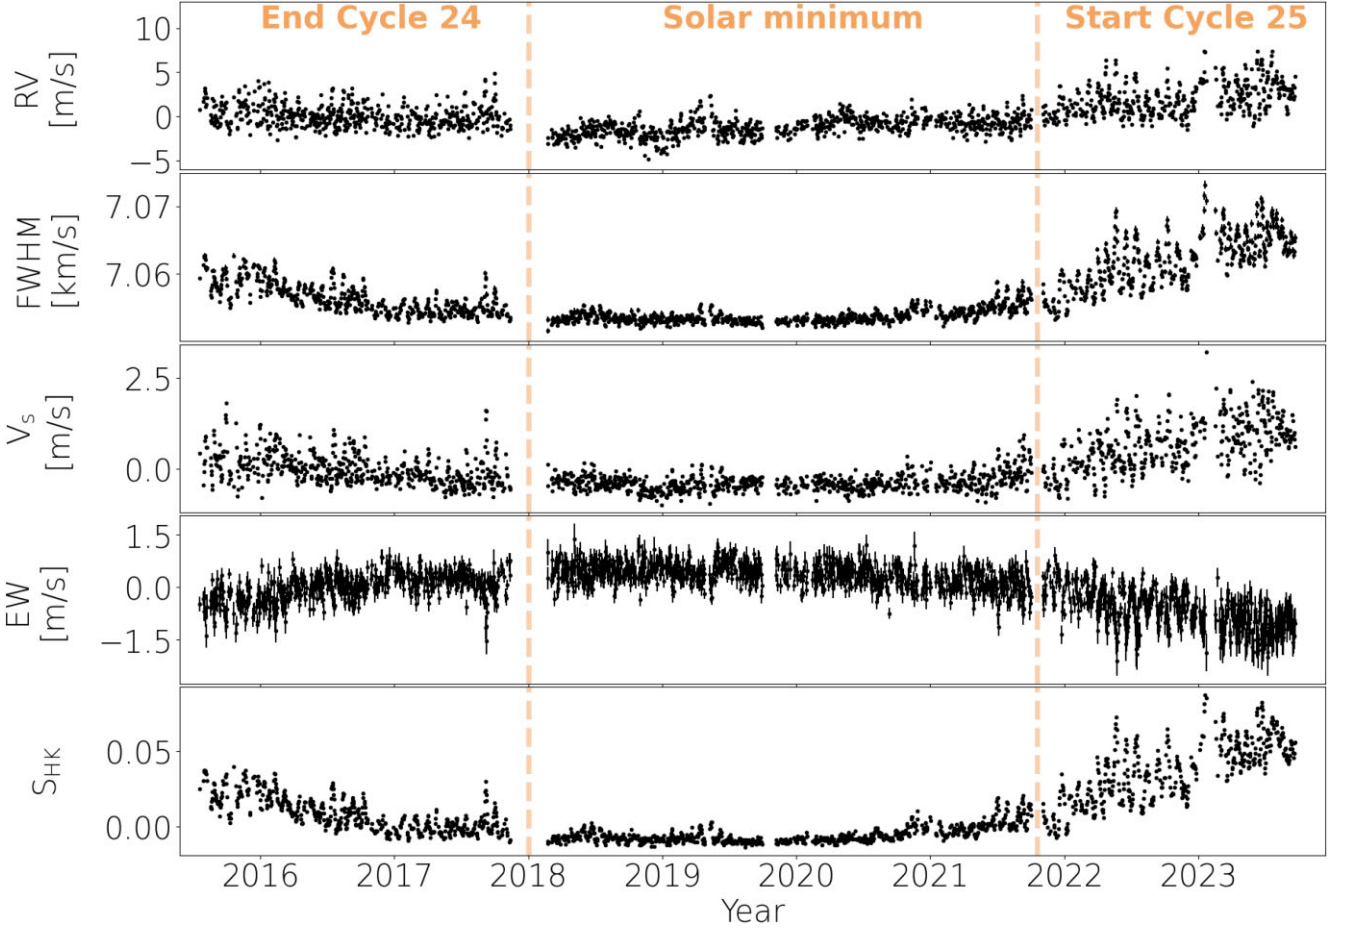 End Cycle 24 Solar minimum Start Cycle 25
RV
[m/s]
10
5
0
−5
FWHM
[km/s]
7.07
7.06
Vs
[m/s]
2.5
0.0
EW
[m/s]
1.5
0.0
−1.5
SHK
0.05
0.00
2016 2017 2018 2019 2020 2021 2022 2023
Year